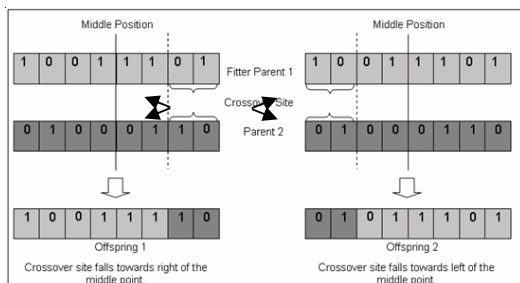 Middle Position
Middle Position
1 0 0 1 1 1 0 1
Fitter Parent 1
1 0 0 1 1 1 0 1
Crossover Site
0 1 0 0 0 1 1 0
Parent 2
0 1 0 0 0 1 1 0
1 0 0 1 1 1 1 0
0 1 0 1 1 1 0 1
Offspring 1
Offspring 2
Crossover site falls towards right of the
middle point.
Crossover site falls towards left of the
middle point.